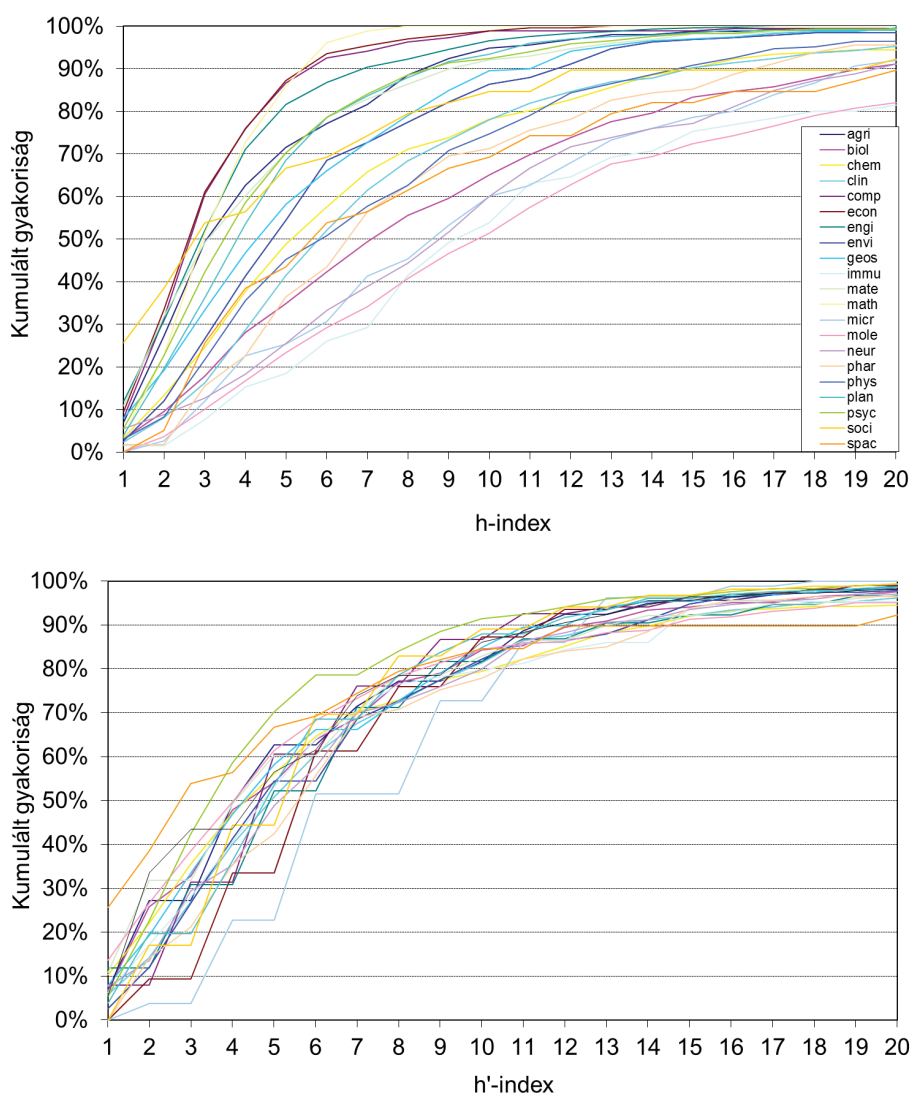 Kumulált gyakoriság
100%
90%
80%
70%
60%
50%
40%
30%
20%
10%
0%
1 2 3 4 5 6 7 8 9 10 11 12 13 14 15 16 17 18 19 20
h-index
agri
biol
chem
clin
comp
econ
engi
envi
geos
immu
mate
math
micr
mole
neur
phar
phys
plan
psyc
soci
spac
Kumulált gyakoriság
100%
90%
80%
70%
60%
50%
40%
30%
20%
10%
0%
1 2 3 4 5 6 7 8 9 10 11 12 13 14 15 16 17 18 19 20
h'-index